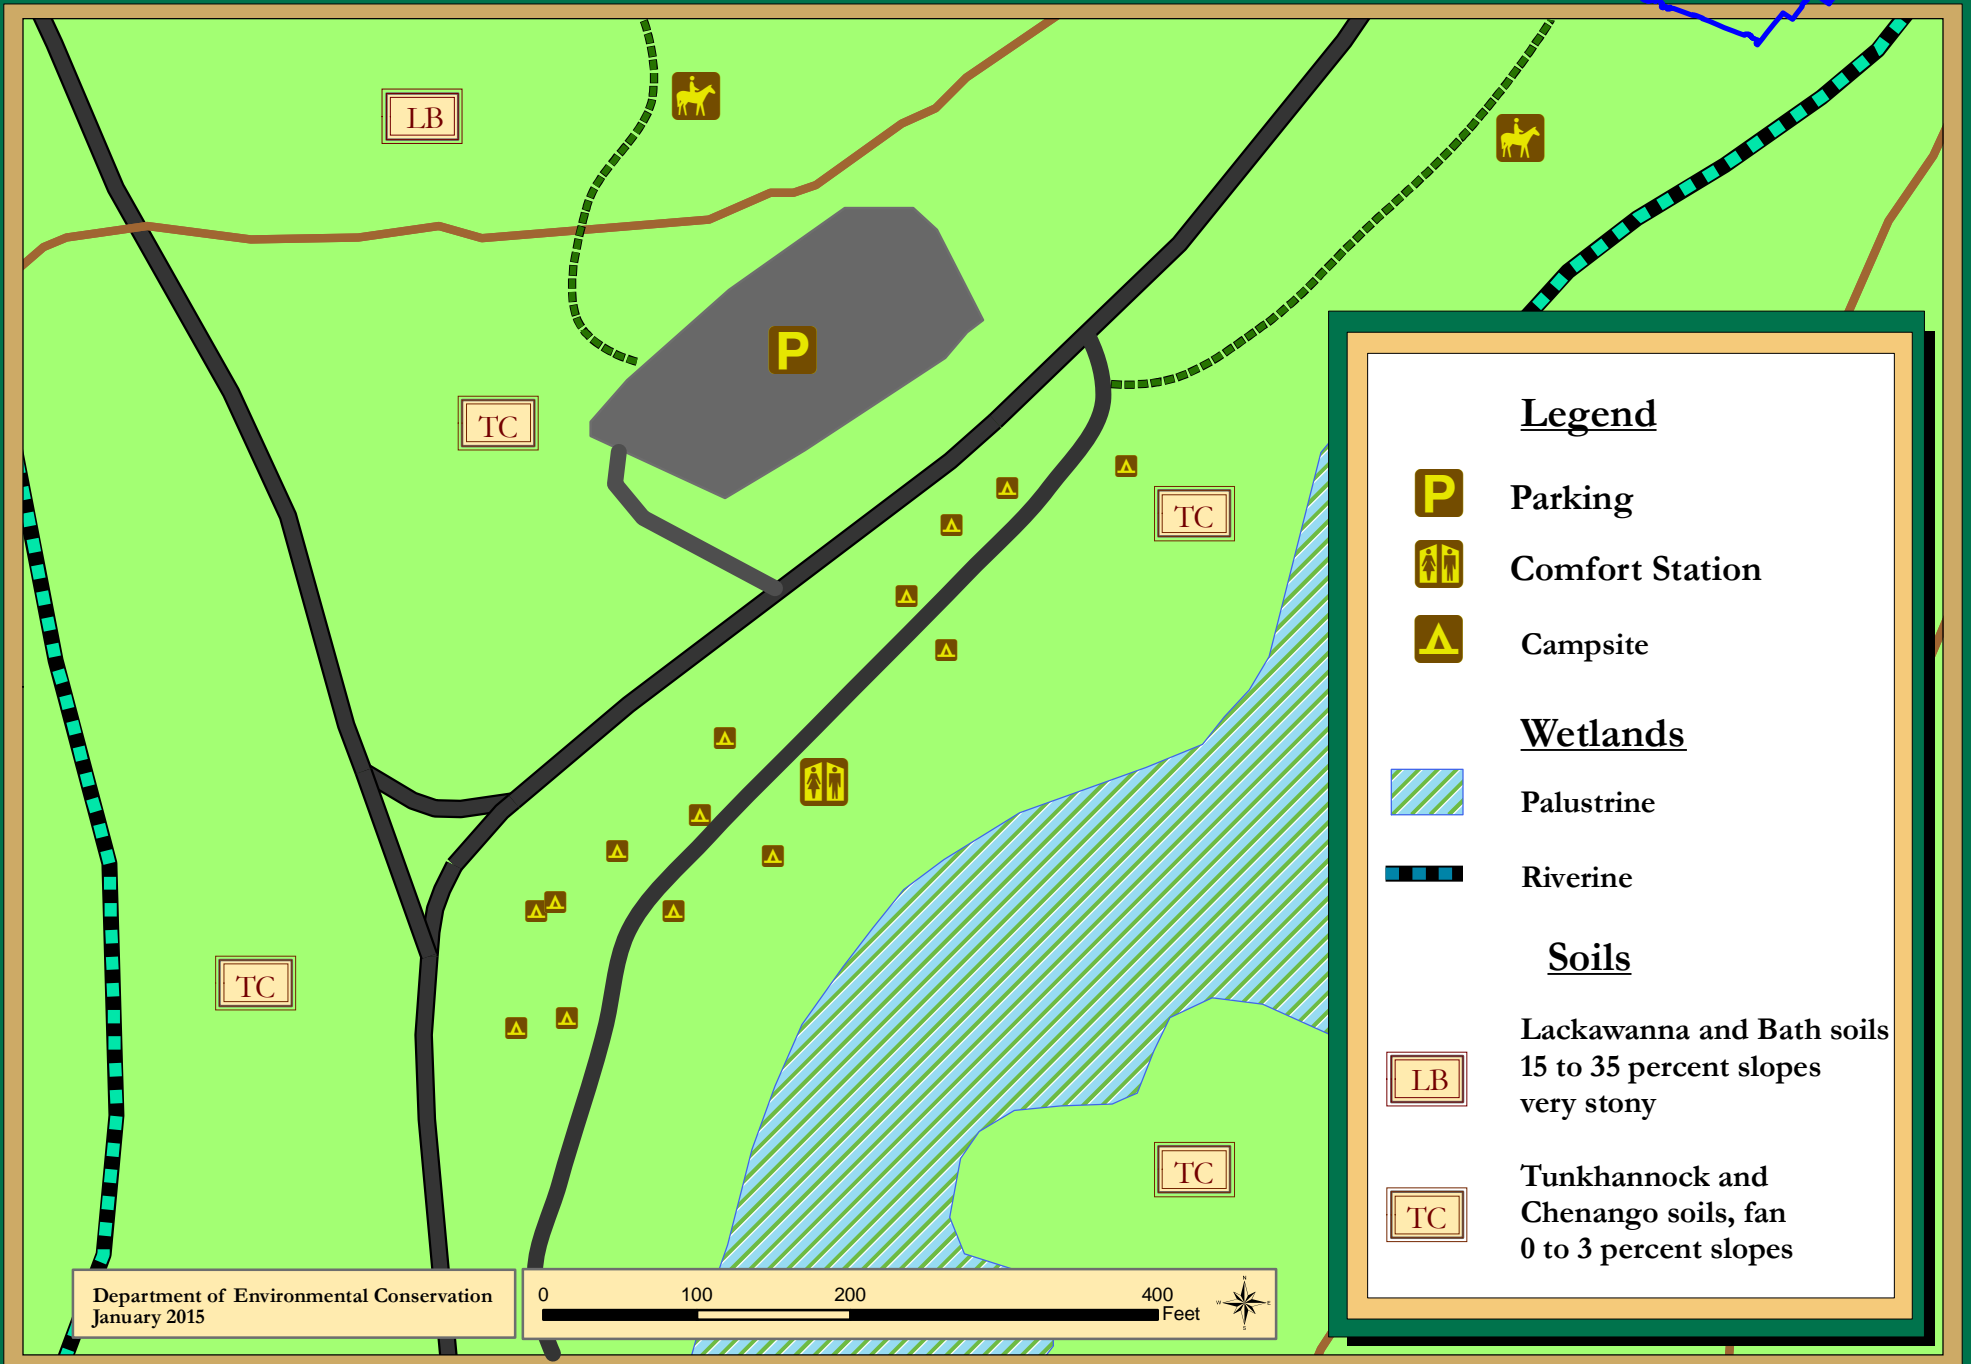 LB
P
TC
TC
TC
TC
Legend
P
Parking
Comfort Station
Campsite
Wetlands
Palustrine
Riverine
Soils
Lackawanna and Bath soils
15 to 35 percent slopes
very stony
LB
Tunkhannock and
Chenango soils, fan
0 to 3 percent slopes
TC
Department of Environmental Conservation
January 2015
0 100 200 400
Feet
N
W E
S